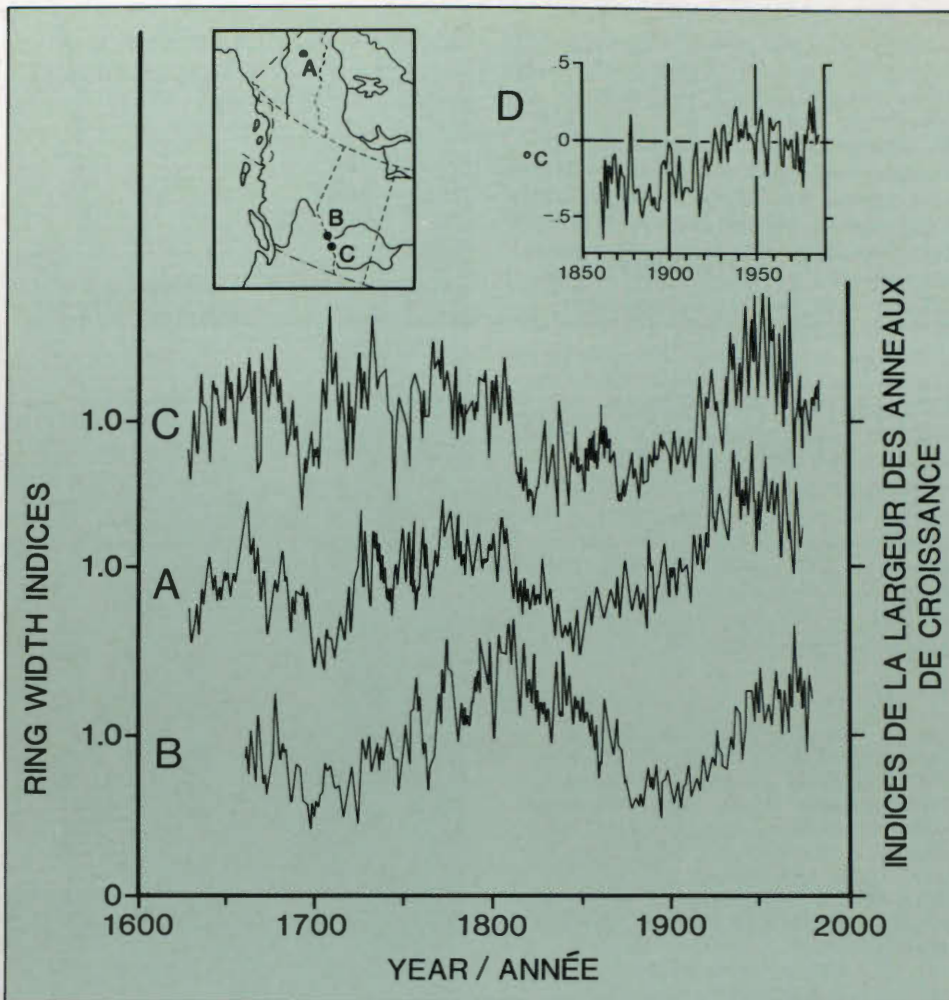 A
B
C
D
.5
0
°C
-.5
1850
1900
1950
RING WIDTH INDICES
1.0
C
1.0
A
1.0
B
0
1600
1700
1800
1900
2000
YEAR / ANNÉE
INDICES DE LA LARGEUR DES ANNEAUX
DE CROISSANCE